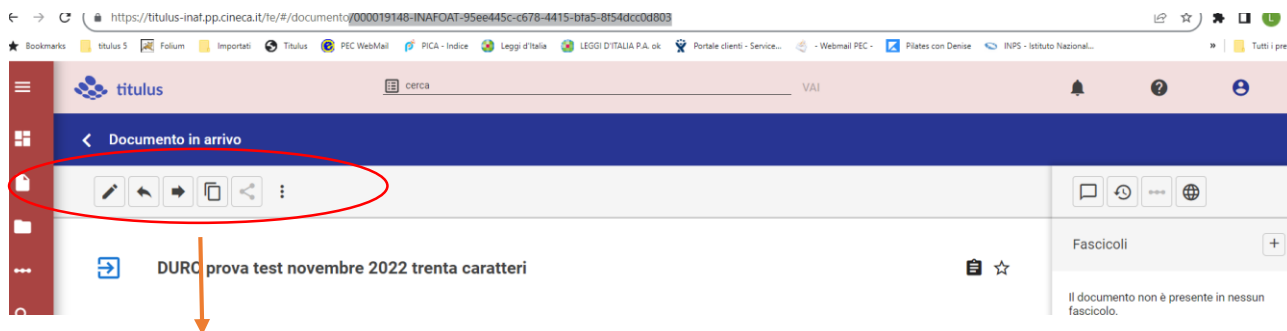 https://titulus-inaf.pp.cineca.it/fe/#/documento/000019148-INAFOAT-95ee445c-c678-4415-bfa5-8f54dcc0d803
Bookmarks titulus 5 Folium Importati Titulus PEC WebMail PICA - Indice Leggi d'Italia LEGGI D'ITALIA P.A. ok Portale clienti - Service... - Webmail PEC - Pilates con Denise INPS - Istituto Nazional... » Tutti i pre
titulus cerca VAI
Documento in arrivo
Fascicoli
DURC prova test novembre 2022 trenta caratteri
Il documento non è presente in nessun
fascicolo.